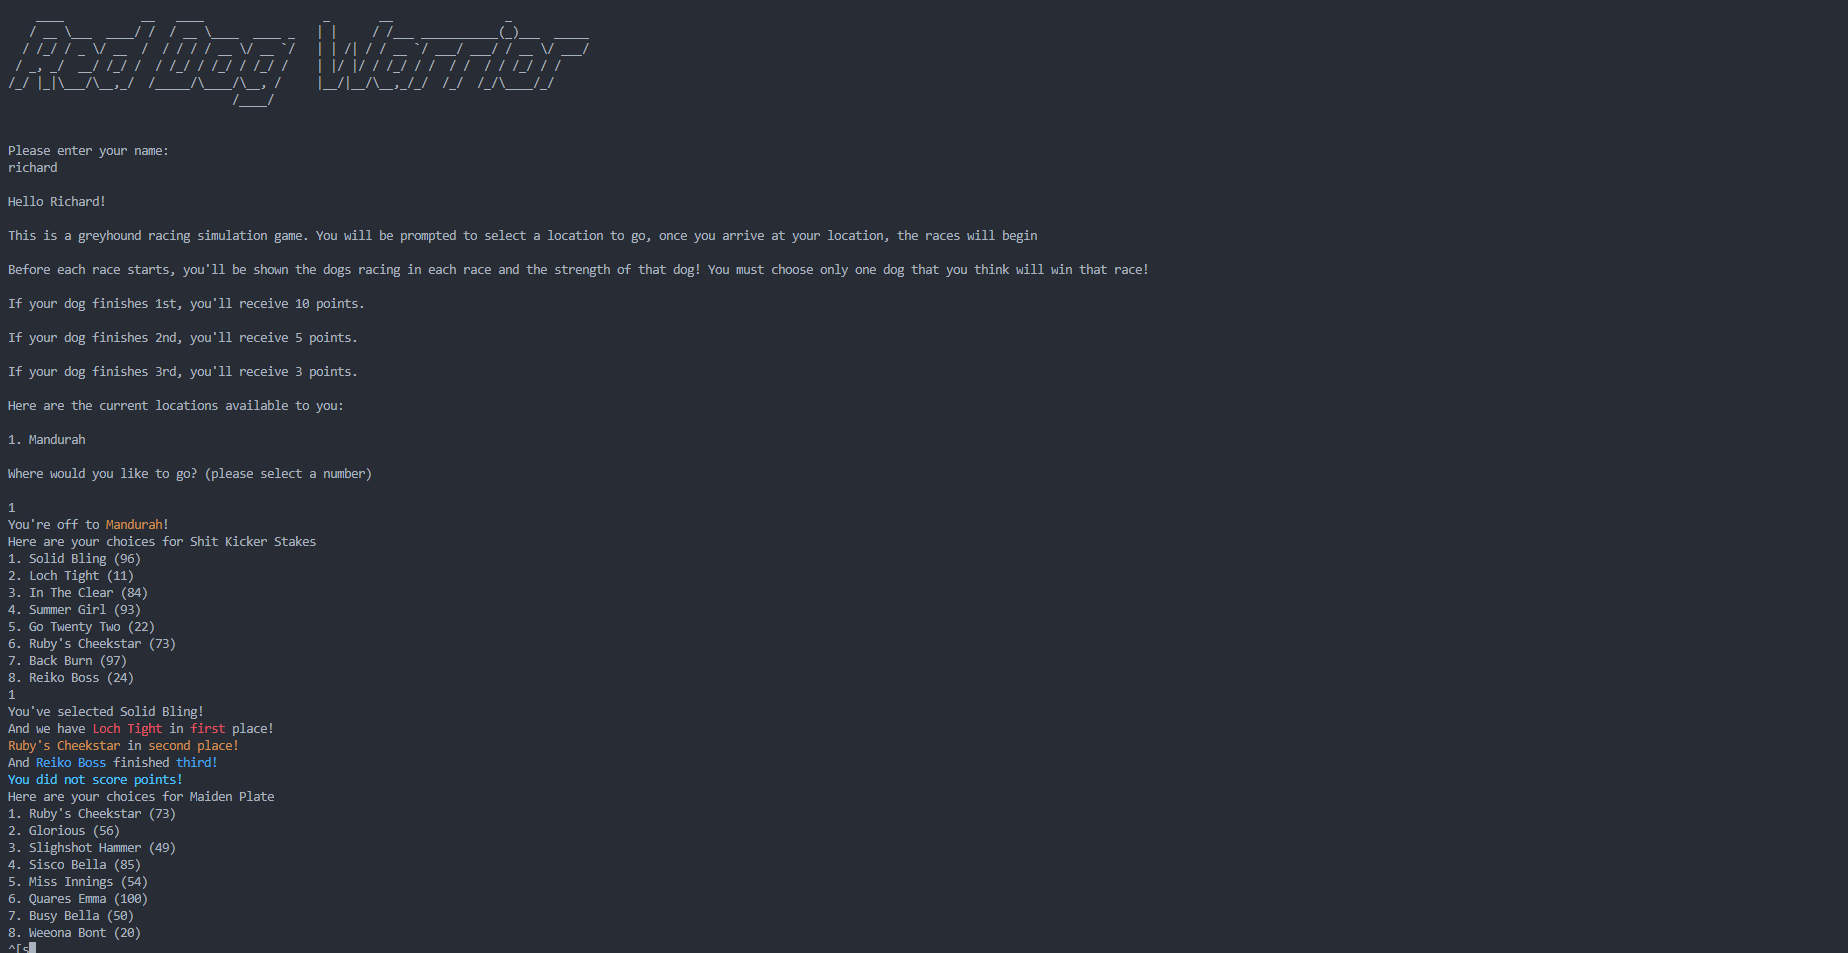 Red Dog Warrior
Please enter your name:
richard
Hello Richard!
This is a greyhound racing simulation game. You will be prompted to select a location to go, once you arrive at your location, the races will begin
Before each race starts, you'll be shown the dogs racing in each race and the strength of that dog! You must choose only one dog that you think will win that race!
If your dog finishes 1st, you'll receive 10 points.
If your dog finishes 2nd, you'll receive 5 points.
If your dog finishes 3rd, you'll receive 3 points.
Here are the current locations available to you:
1. Mandurah
Where would you like to go? (please select a number)
1
You're off to Mandurah!
Here are your choices for Shit Kicker Stakes
1. Solid Bling (96)
2. Loch Tight (11)
3. In The Clear (84)
4. Summer Girl (93)
5. Go Twenty Two (22)
6. Ruby's Cheekstar (73)
7. Back Burn (97)
8. Reiko Boss (24)
1
You've selected Solid Bling!
And we have Loch Tight in first place!
Ruby's Cheekstar in second place!
And Reiko Boss finished third!
You did not score points!
Here are your choices for Maiden Plate
1. Ruby's Cheekstar (73)
2. Glorious (56)
3. Slighshot Hammer (49)
4. Sisco Bella (85)
5. Miss Innings (54)
6. Quares Emma (100)
7. Busy Bella (50)
8. Weeona Bont (20)
^[s